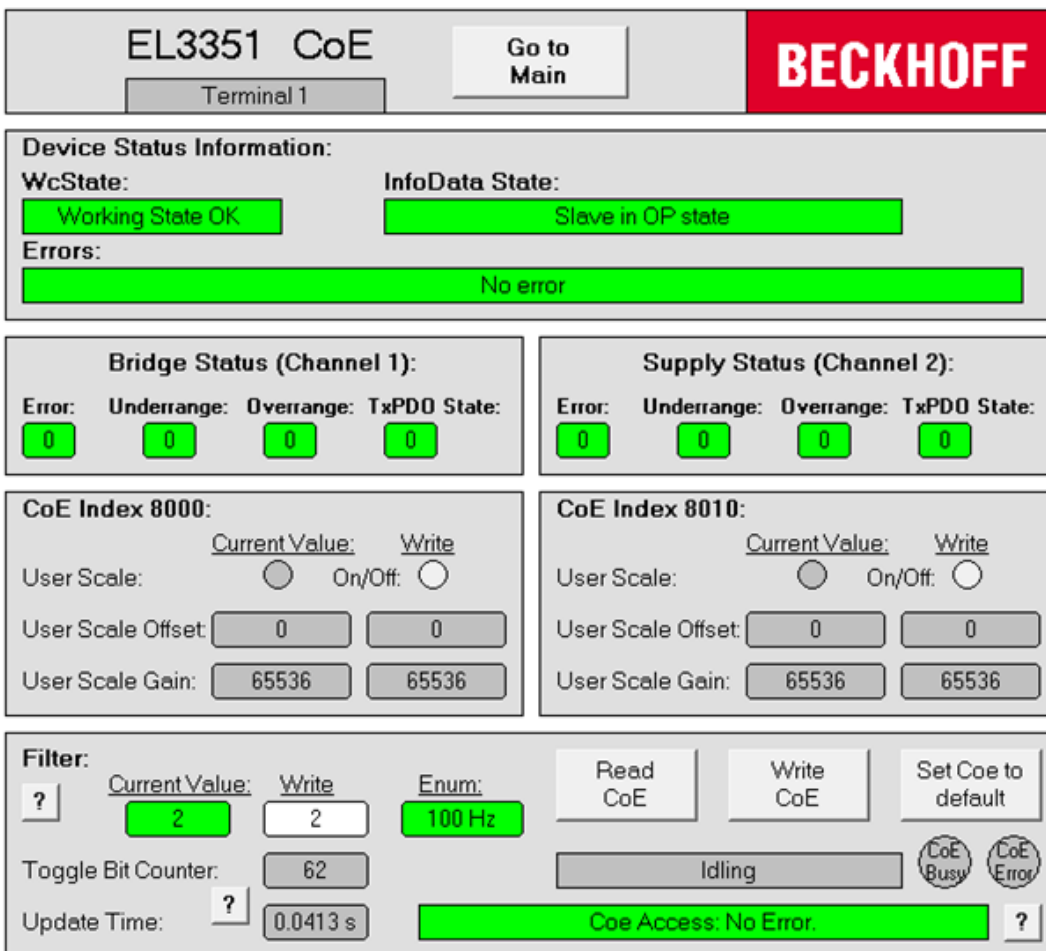 EL3351 CoE
Terminal 1
Go to
Main
BECKHOFF
Device Status Information:
WcState: InfoData State:
Working State OK Slave in OP state
Errors:
No error
Bridge Status (Channel 1):
Error: Underrange: Overrange: TxPDO State:
0 0 0 0
Supply Status (Channel 2):
Error: Underrange: Overrange: TxPDO State:
0 0 0 0
CoE Index 8000:
Current Value: Write
User Scale: On/Off:
User Scale Offset: 0 0
User Scale Gain: 65536 65536
CoE Index 8010:
Current Value: Write
User Scale: On/Off:
User Scale Offset: 0 0
User Scale Gain: 65536 65536
Filter:
? Current Value: Write Enum:
2 2 100 Hz
Read
CoE
Write
CoE
Set Coe to
default
Toggle Bit Counter: 62
?
Update Time: 0.0413 s
Idling
CoE
Busy
CoE
Error
Coe Access: No Error.
?